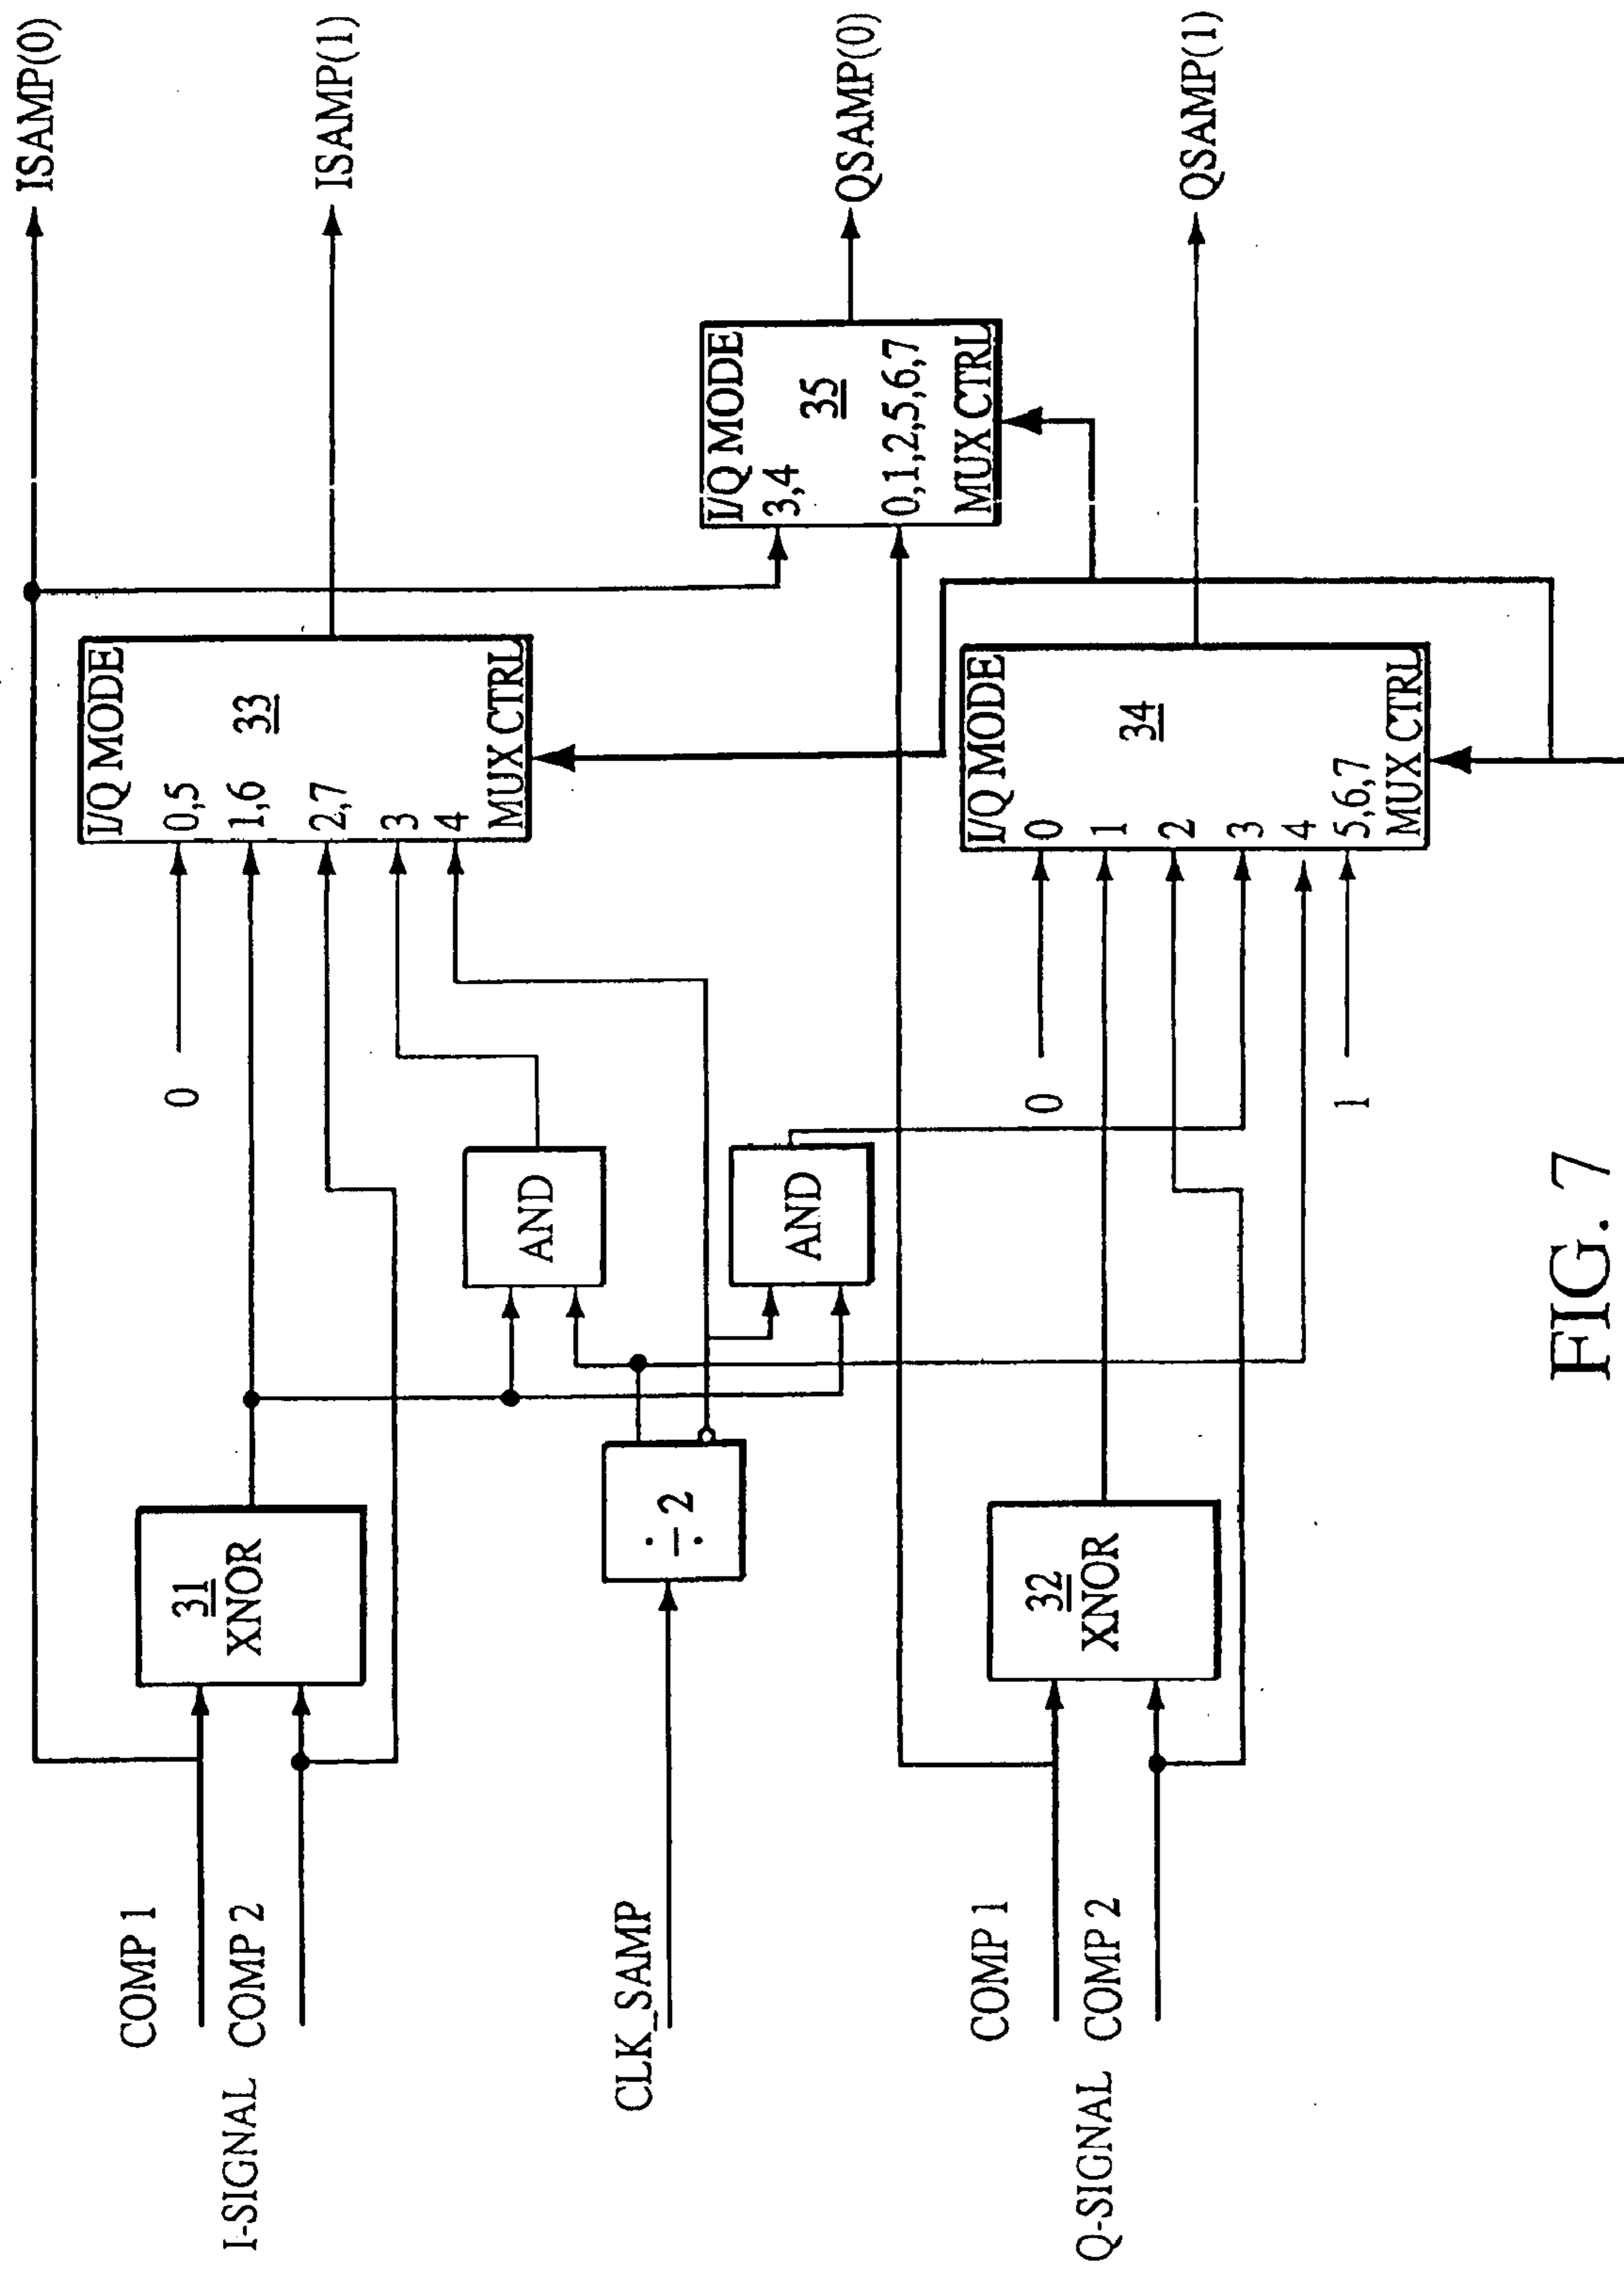 ISAMP(0)
ISAMP(1)
QSAMP(0)
QSAMP(1)
I/Q MODE
0,5
1,6
2,7
3
4
33
MUX CTRL
I/Q MODE
3,4
35
0,1,2,5,6,7
MUX CTRL
I/Q MODE
0
1
2
3
4
5,6,7
34
MUX CTRL
0
0
1
AND
AND
31
XNOR
÷2
32
XNOR
COMP 1
I-SIGNAL COMP 2
CLK_SAMP
COMP 1
Q-SIGNAL COMP 2
FIG. 7